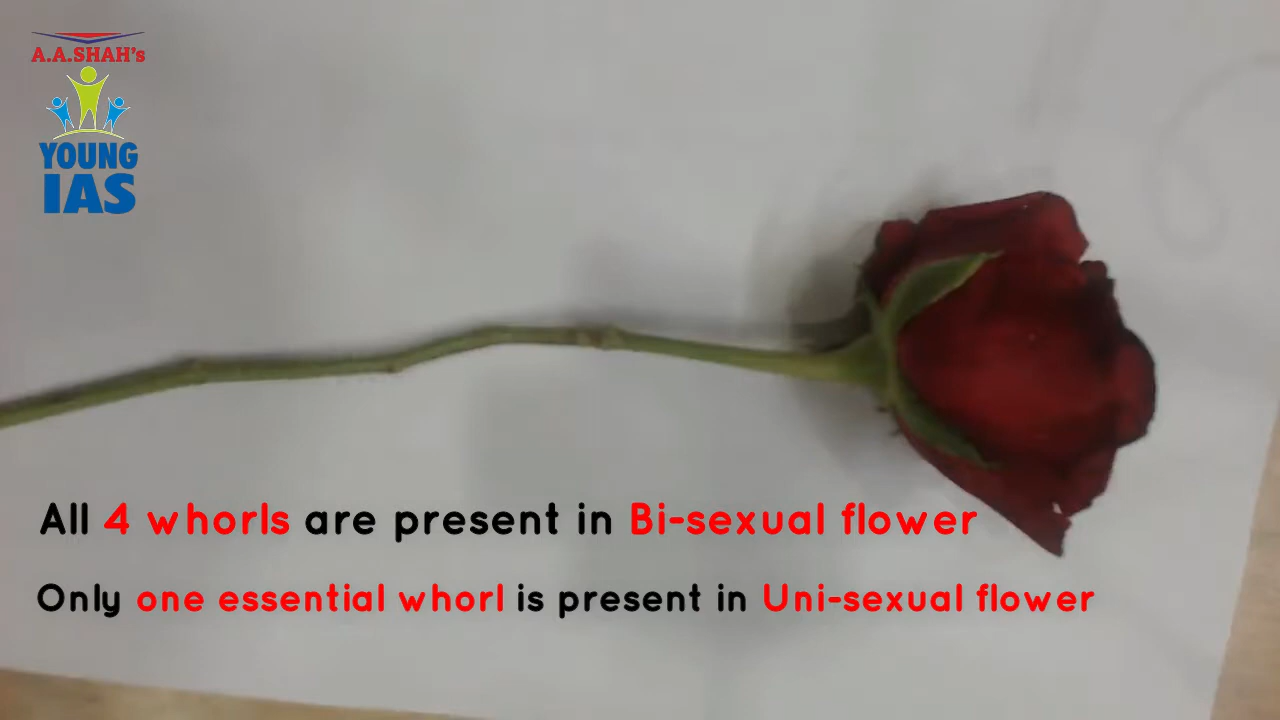 A.A.SHAH's
YOUNG
IAS
All 4 whorls are present in Bi-sexual flower
Only one essential whorl is present in Uni-sexual flower